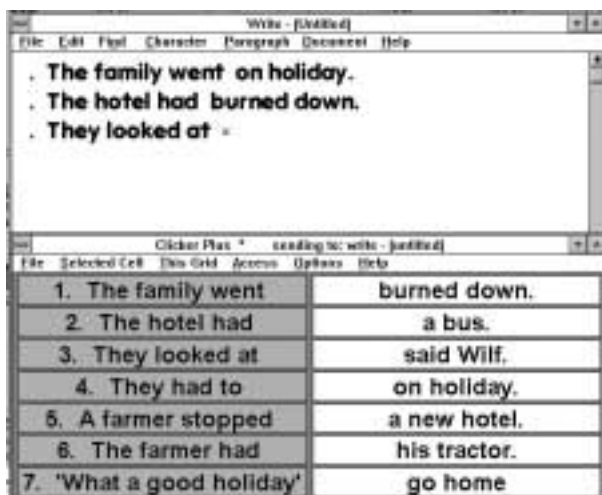 Write - [Untitled]
File Edit Find Character Paragraph Document Help
. The family went on holiday.
. The hotel had burned down.
. They looked at
Clicker Plus * sending to: write - [untitled]
File Selected Cell This Grid Access Options Help
1. The family went burned down.
2. The hotel had a bus.
3. They looked at said Wilf.
4. They had to on holiday.
5. A farmer stopped a new hotel.
6. The farmer had his tractor.
7. 'What a good holiday' go home